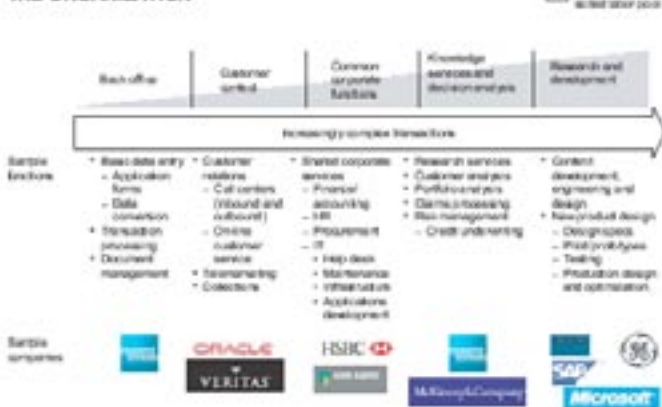 Back office
Customer
contact
Common
corporate
functions
Knowledge
services and
decision analysis
Research and
development
Increasingly complex transactions
Sample
functions
• Basic data entry
– Application
forms
– Data
conversion
• Transaction
processing
• Document
management
• Customer
relations
– Call centers
(inbound and
outbound)
– On-line
customer
service
• Telemarketing
• Collections
• Shared corporate
services
– Financial
accounting
– HR
– Procurement
– IT
• Help desk
• Maintenance
• Infrastructure
• Applications
development
• Research services
• Customer analysis
• Portfolio analysis
• Claims processing
• Risk management
– Credit underwriting
• Content
development,
engineering and
design
• New product design
– Design specs
– Pilot prototypes
– Testing
– Production design
and optimization
Sample
companies
ORACLE
VERITAS
HSBC
McKinsey&Company
SAP
GE
Microsoft